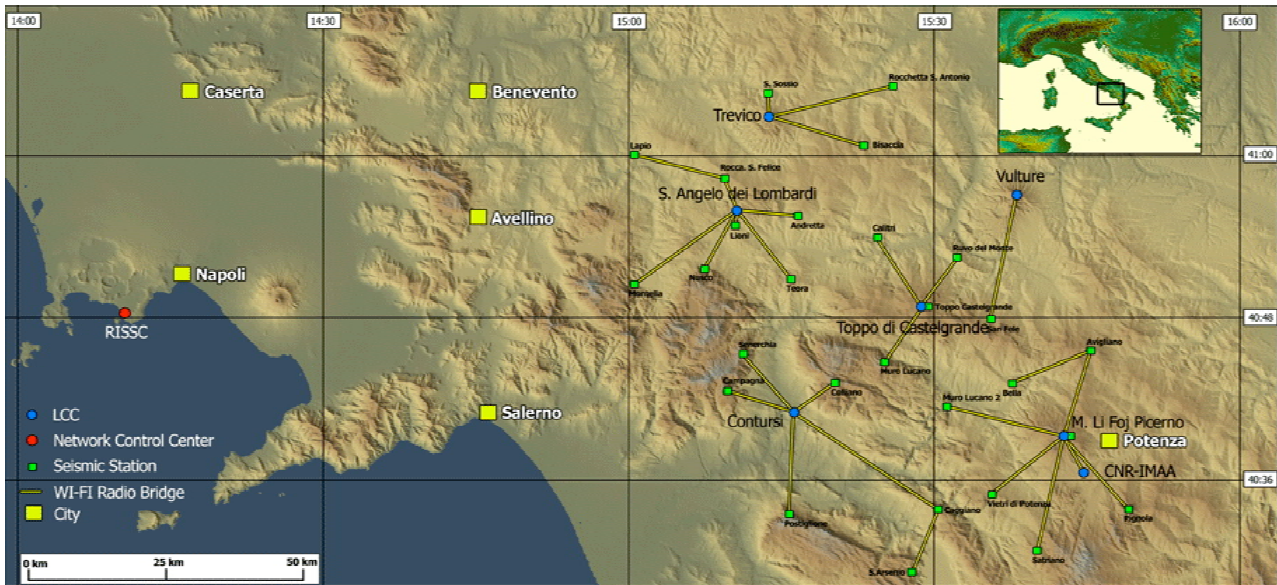 14:00
14:30
15:00
15:30
16:00
Caserta
Benevento
S. Sossio
Rocchetta S. Antonio
Trevico
Bisaccia
41:00
Lapio
Rocca. S. Felice
Vulture
S. Angelo dei Lombardi
Avellino
Andretta
Lioni
Calitri
Ruvo del Monte
Napoli
Nusco
Teora
Morgella
Toppo Castelgrande
RISSC
Toppo di Castelgrande
San Fele
40:48
Senerchia
Avigliano
Muro Lucano
Campagna
Colliano
Bella
Muro Lucano 2
LCC
Salerno
Contursi
M. Li Foj Picerno
Network Control Center
Potenza
Seismic Station
CNR-IMAA
40:36
WI-FI Radio Bridge
Vietri di Potenza
City
Postiglione
Caggiano
Pignola
Satriano
0 km
25 km
50 km
S.Arsenio